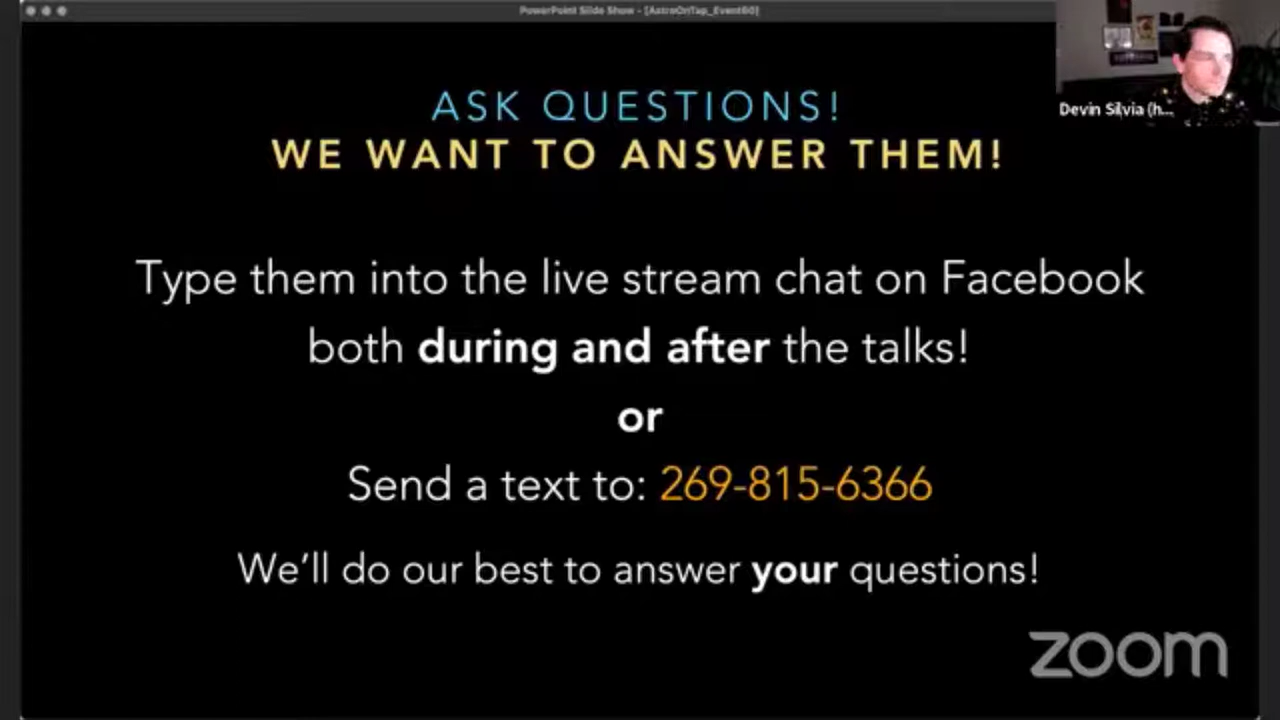 PowerPoint Slide Show - [AstroOnTap_Event60]
Devin Silvia (h...
ASK QUESTIONS!
WE WANT TO ANSWER THEM!
Type them into the live stream chat on Facebook
both during and after the talks!
or
Send a text to: 269-815-6366
We'll do our best to answer your questions!
zoom